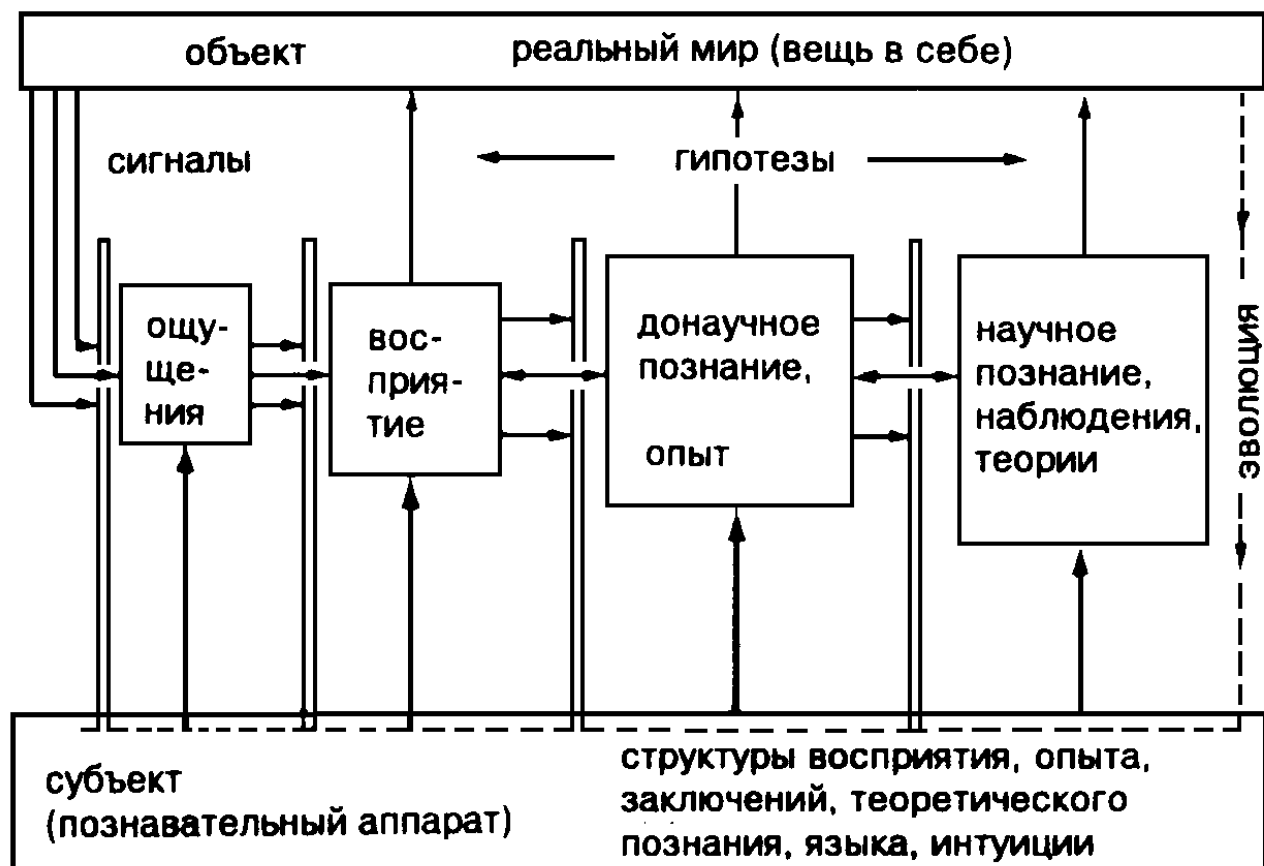 объект
реальный мир (вещь в себе)
сигналы
гипотезы
ощу-
ще-
ния
вос-
прия-
тие
донаучное
познание,
опыт
научное
познание,
наблюдения,
теории
эволюция
субъект
(познавательный аппарат)
структуры восприятия, опыта,
заключений, теоретического
познания, языка, интуиции